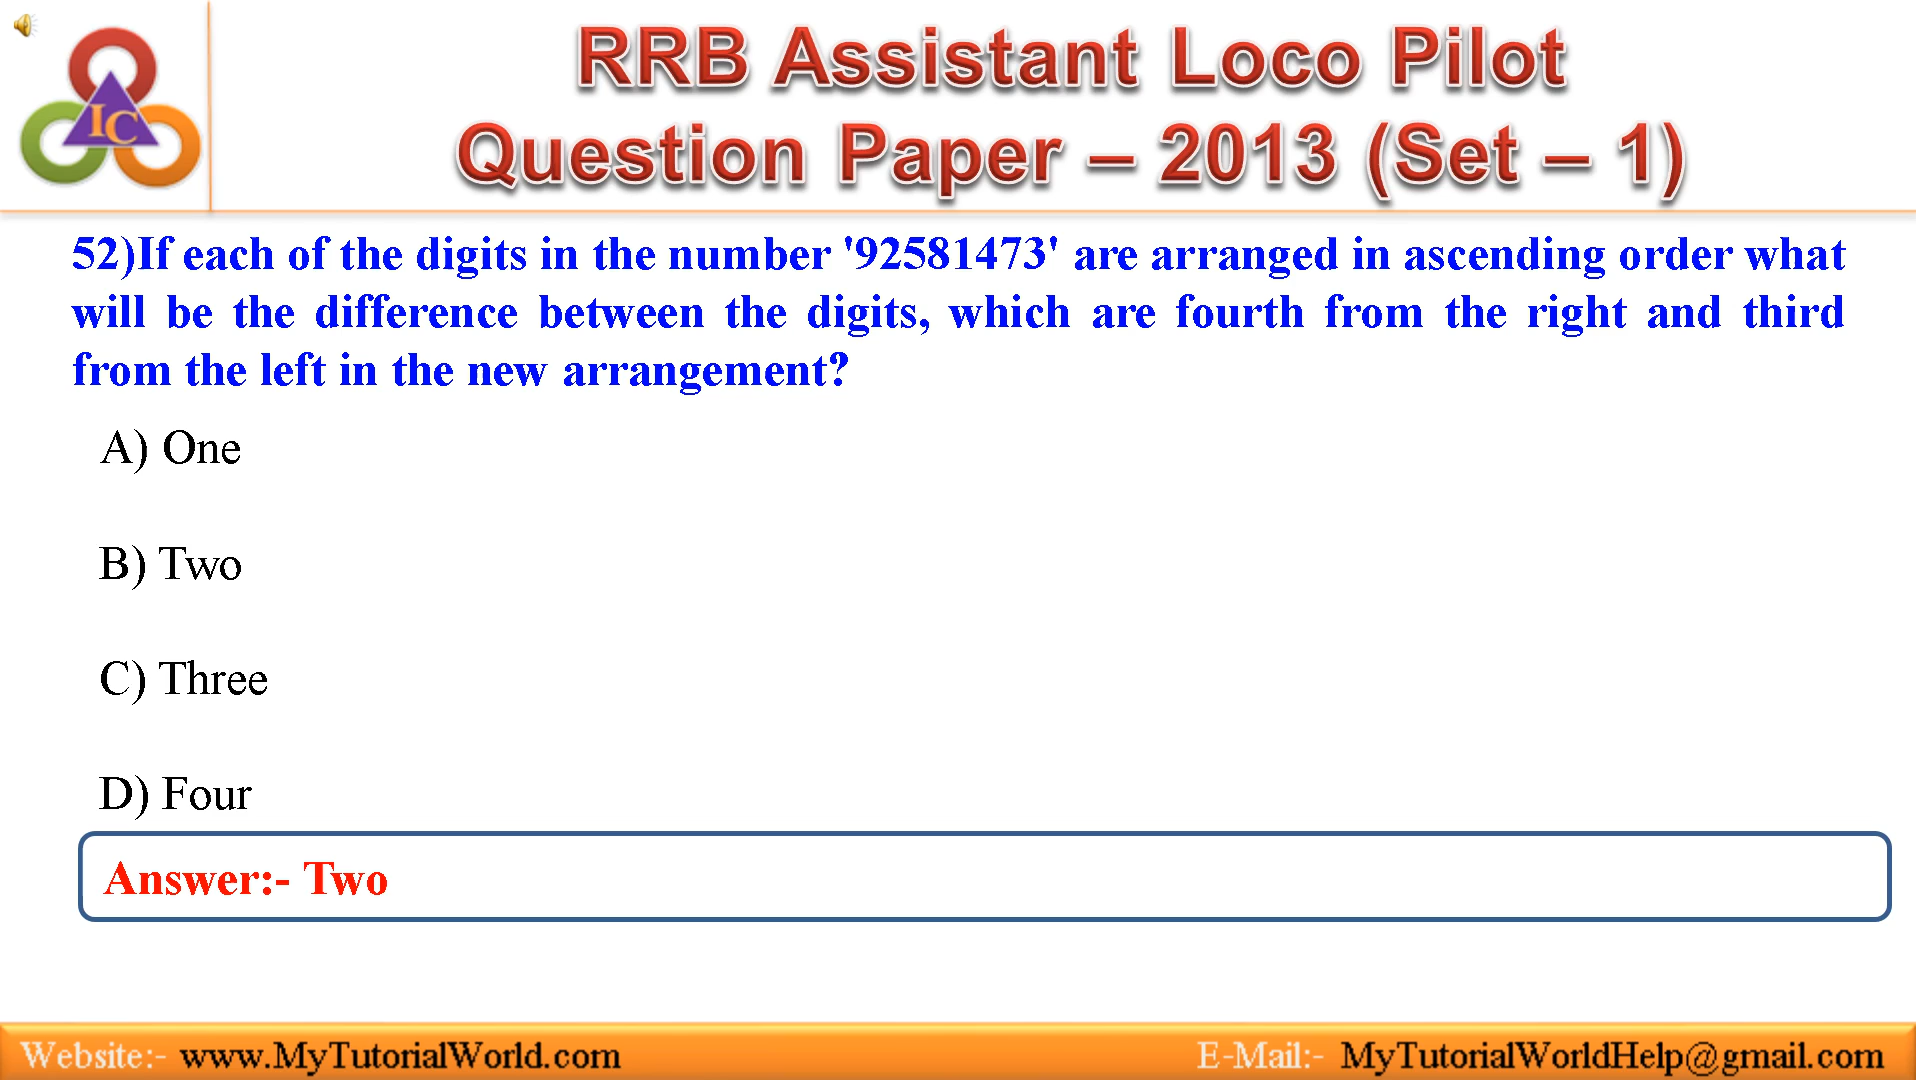 IC
RRB Assistant Loco Pilot
Question Paper – 2013 (Set – 1)
52)If each of the digits in the number '92581473' are arranged in ascending order what
will be the difference between the digits, which are fourth from the right and third
from the left in the new arrangement?
A) One
B) Two
C) Three
D) Four
Answer:- Two
Website:- www.MyTutorialWorld.com
E-Mail:- MyTutorialWorldHelp@gmail.com